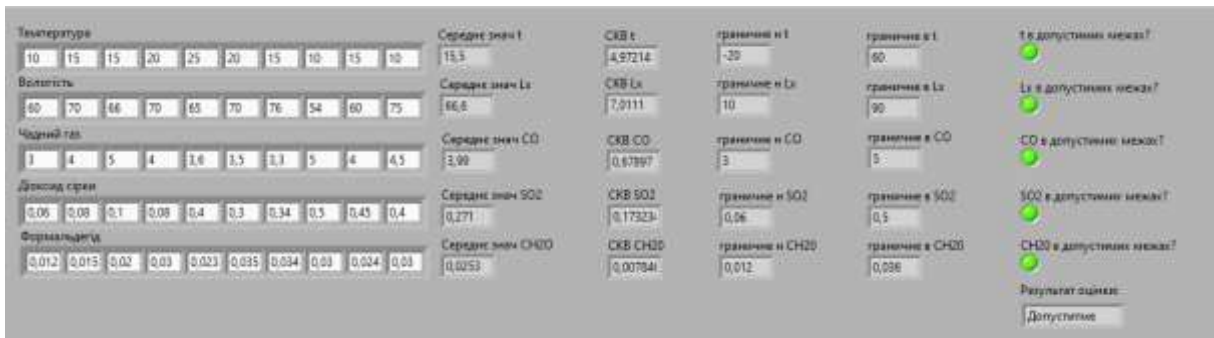 Температура Середнє знач t СКВ t граничне н t граничне в t t в допустимих межах?
10 15 15 20 25 20 15 10 15 10 15,5 4,97214 -20 60
Вологість Середнє знач Lx СКВ Lx граничне н Lx граничне в Lx Lx в допустимих межах?
60 70 66 70 65 70 76 54 60 75 66,6 7,0111 10 90
Чадний газ Середнє знач CO СКВ CO граничне н CO граничне в CO CO в допустимих межах?
3 4 5 4 3,6 3,5 3,3 5 4 4,5 3,99 0,67897 3 5
Діоксид сірки Середнє знач SO2 СКВ SO2 граничне н SO2 граничне в SO2 SO2 в допустимих межах?
0,06 0,08 0,1 0,08 0,4 0,3 0,34 0,5 0,45 0,4 0,271 0,17323 0,06 0,5
Формальдегід Середнє знач CH2O СКВ CH20 граничне н CH20 граничне в CH20 CH20 в допустимих межах?
0,012 0,015 0,02 0,03 0,023 0,035 0,034 0,03 0,024 0,03 0,0253 0,00784 0,012 0,036
Результат оцінки